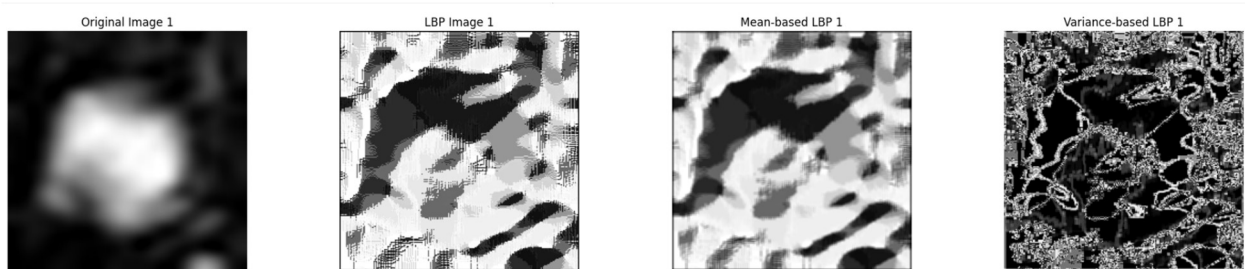 Original Image 1
LBP Image 1
Mean-based LBP 1
Variance-based LBP 1